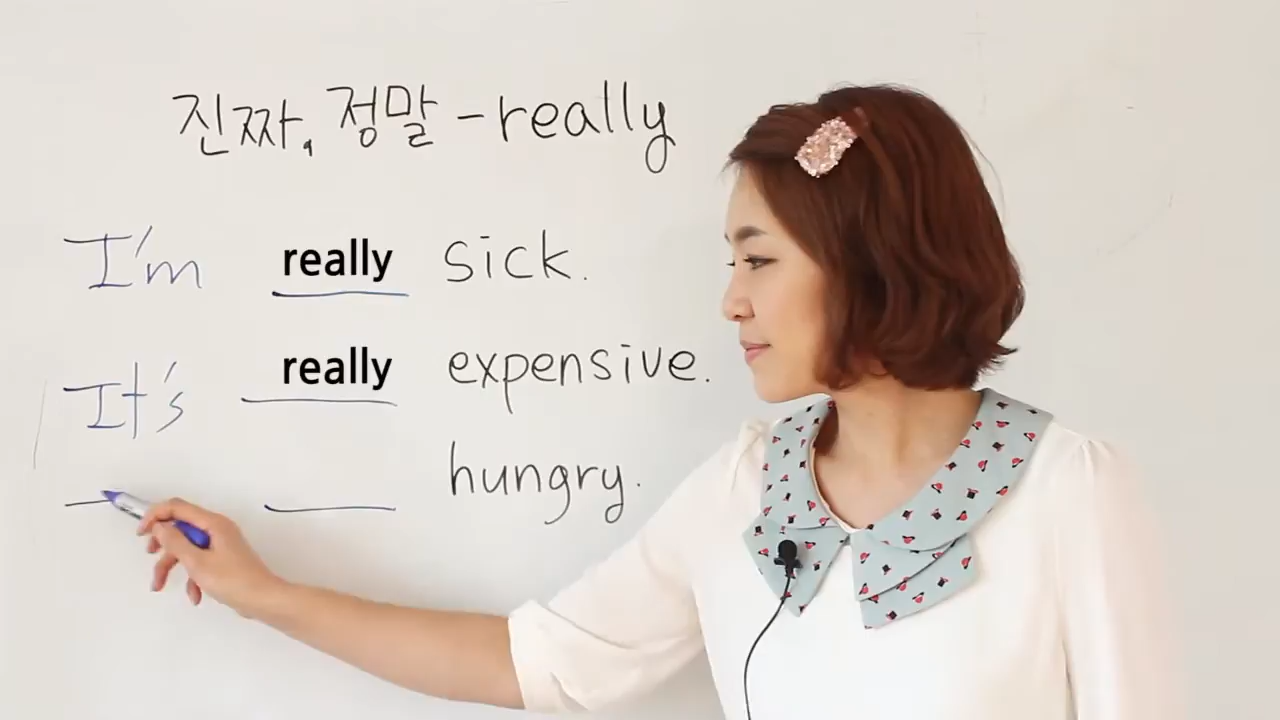 진짜, 정말 - really
I'm really sick.
It's really expensive.
hungry.